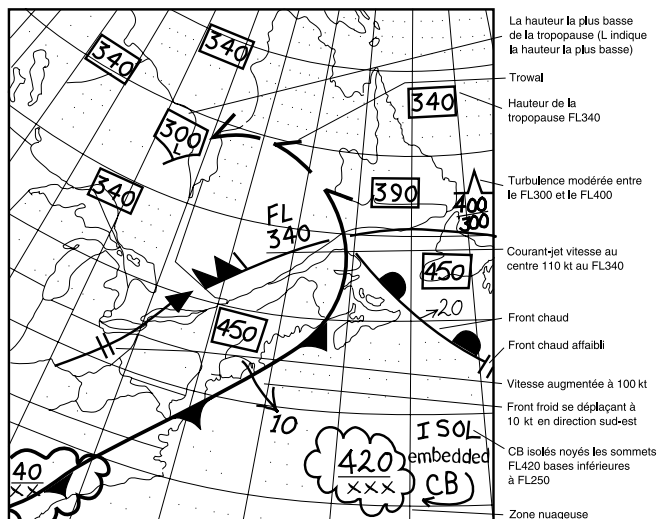 340
340
300
L
340
340
390
400
300
FL
340
450
450
20
10
40
XX
420
XXX
ISOL
embedded
CB
La hauteur la plus basse
de la tropopause (L indique
la hauteur la plus basse)
Trowal
Hauteur de la
tropopause FL340
Turbulence modérée entre
le FL300 et le FL400
Courant-jet vitesse au
centre 110 kt au FL340
Front chaud
Front chaud affaibli
Vitesse augmentée à 100 kt
Front froid se déplaçant à
10 kt en direction sud-est
CB isolés noyés les sommets
FL420 bases inférieures
à FL250
Zone nuageuse